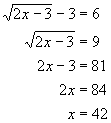 √(2x−3) − 3 = 6
√(2x−3) = 9
2x − 3 = 81
2x = 84
x = 42